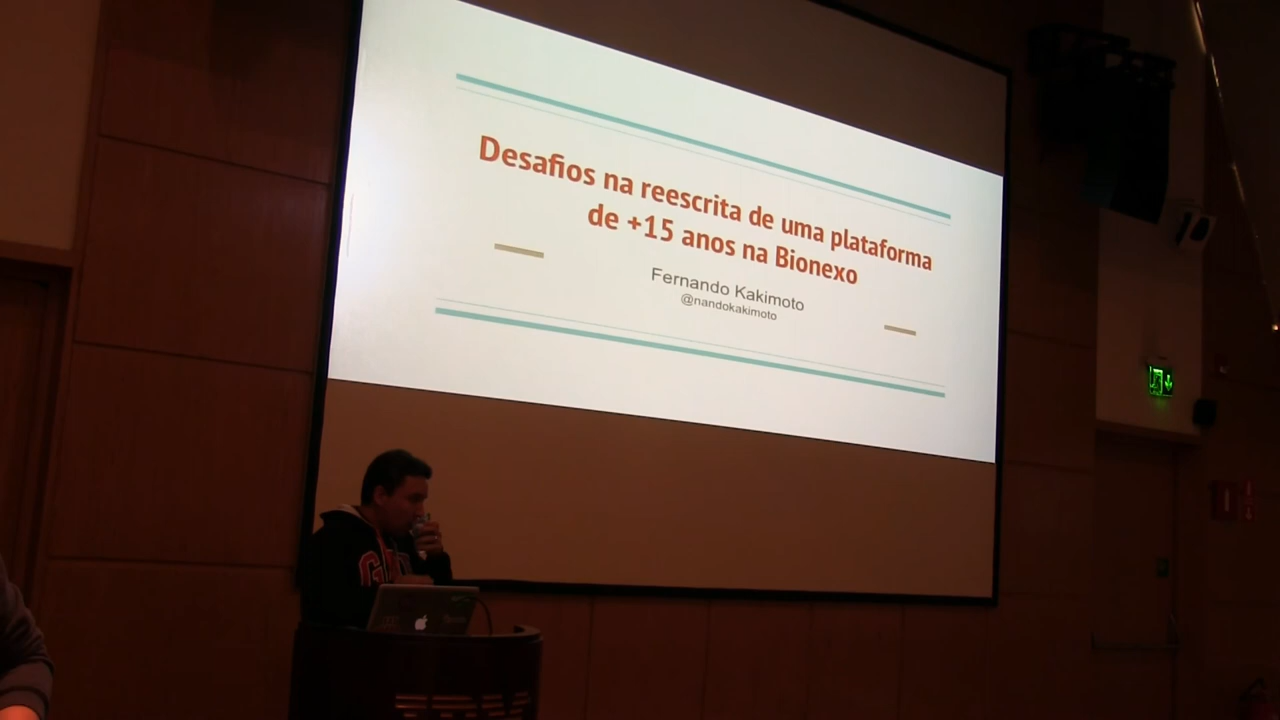 Desafios na reescrita de uma plataforma
de +15 anos na Bionexo
Fernando Kakimoto
@nandokakimoto